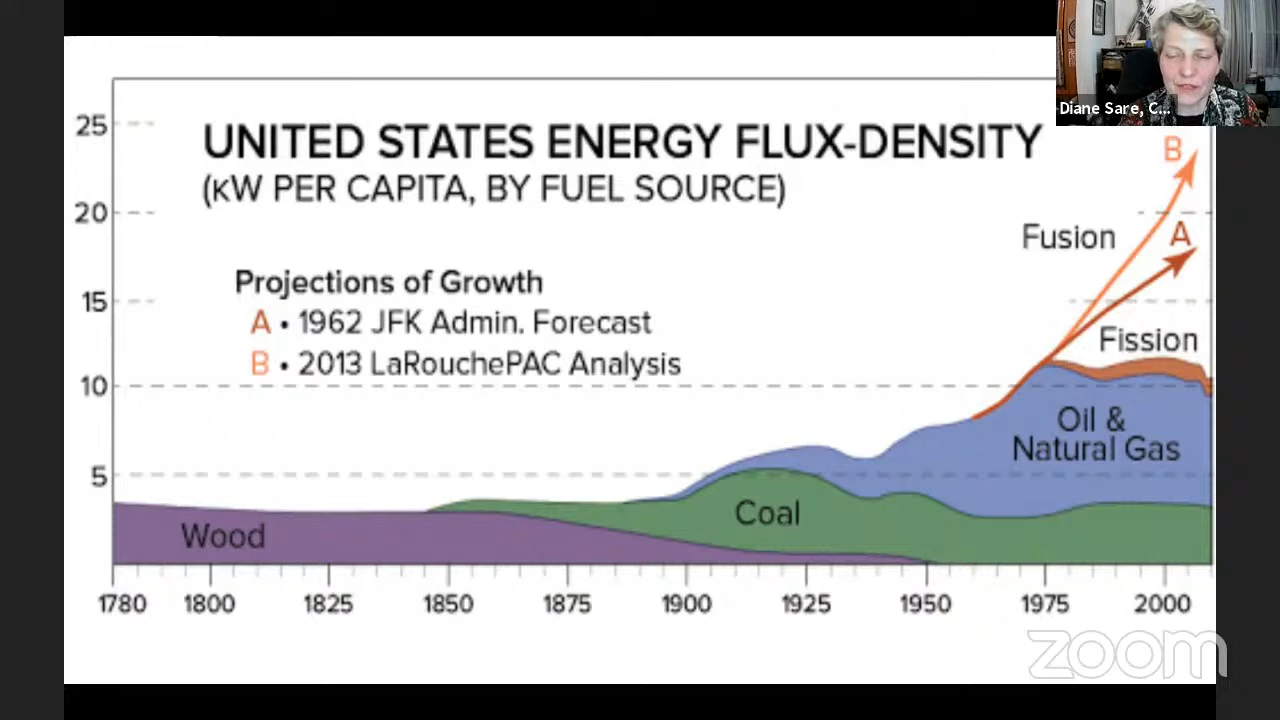 Diane Sare, C...
UNITED STATES ENERGY FLUX-DENSITY
(KW PER CAPITA, BY FUEL SOURCE)
Projections of Growth
A • 1962 JFK Admin. Forecast
B • 2013 LaRouchePAC Analysis
25
20
15
10
5
B
A
Fusion
Fission
Oil &
Natural Gas
Coal
Wood
1780 1800 1825 1850 1875 1900 1925 1950 1975 2000
zoom